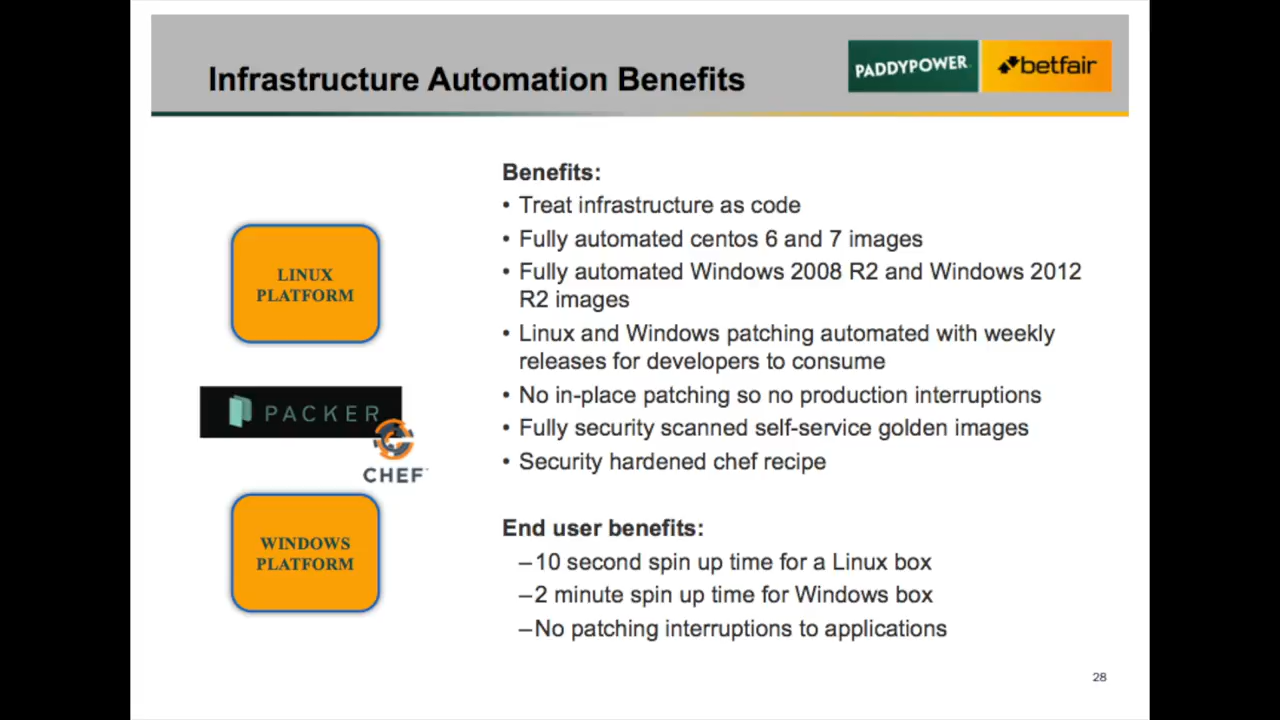 Infrastructure Automation Benefits
PADDYPOWER.
betfair
Benefits:
• Treat infrastructure as code
• Fully automated centos 6 and 7 images
• Fully automated Windows 2008 R2 and Windows 2012
R2 images
• Linux and Windows patching automated with weekly
releases for developers to consume
• No in-place patching so no production interruptions
• Fully security scanned self-service golden images
• Security hardened chef recipe
End user benefits:
–10 second spin up time for a Linux box
–2 minute spin up time for Windows box
–No patching interruptions to applications
LINUX
PLATFORM
PACKER
CHEF
WINDOWS
PLATFORM
28